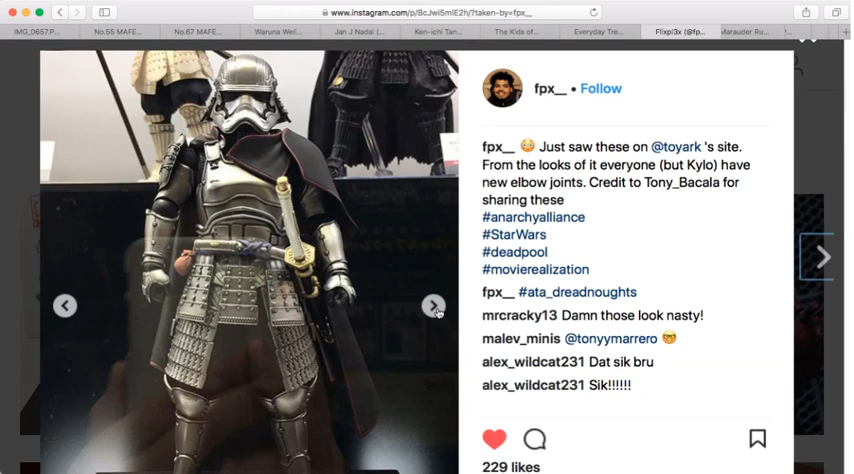 www.instagram.com/p/BcJwi5mlE2h/?taken-by=fpx__
IMG_0657.P... No.55 MAFE... No.67 MAFE... Waruna Well... Jan J Nadal (... Ken-ichi Tan... The Kids of... Everyday Tre... Flixpl3x (@fp... Marauder Ru...
fpx__ • Follow
fpx__ 😳 Just saw these on @toyark 's site.
From the looks of it everyone (but Kylo) have
new elbow joints. Credit to Tony_Bacala for
sharing these
#anarchyalliance
#StarWars
#deadpool
#movierealization
fpx__ #ata_dreadnoughts
mrcracky13 Damn those look nasty!
malev_minis @tonyymarrero 🤓
alex_wildcat231 Dat sik bru
alex_wildcat231 Sik!!!!!!
229 likes